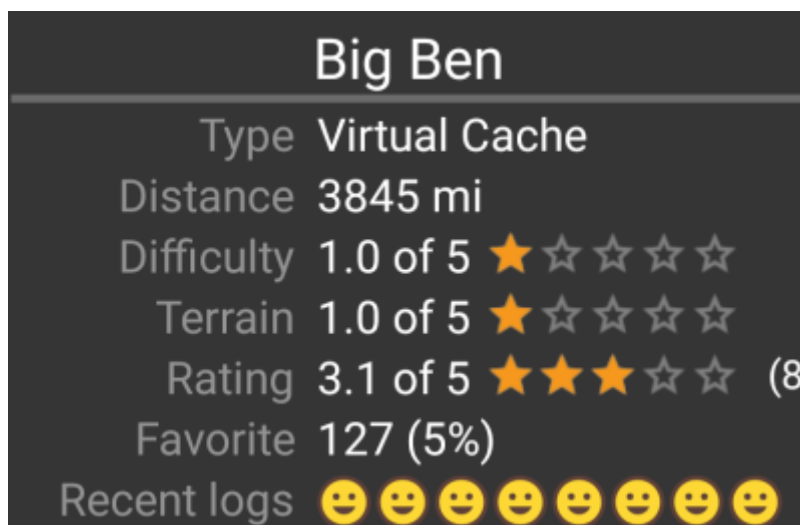 Big Ben
Type Virtual Cache
Distance 3845 mi
Difficulty 1.0 of 5
Terrain 1.0 of 5
Rating 3.1 of 5 (8
Favorite 127 (5%)
Recent logs